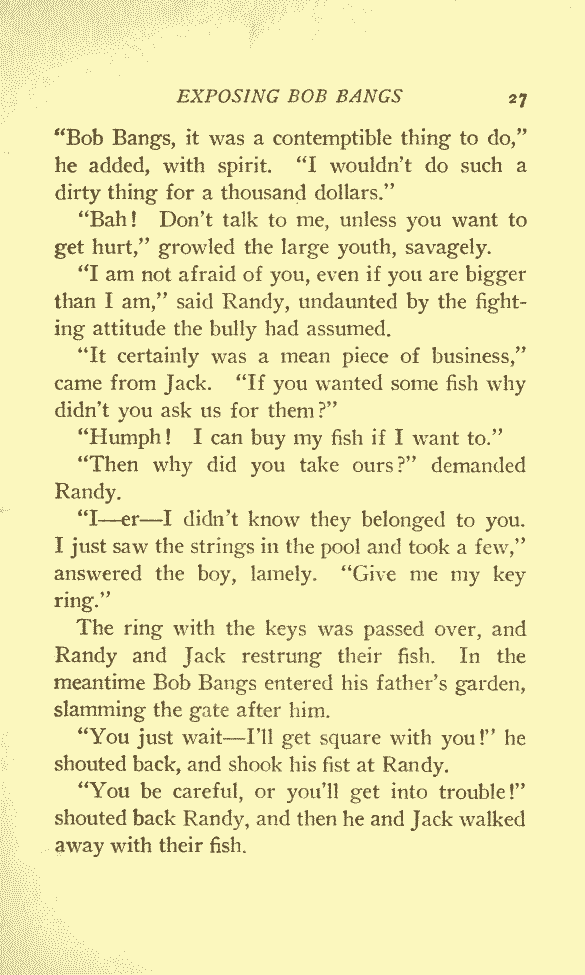 EXPOSING BOB BANGS 27
“Bob Bangs, it was a contemptible thing to do,”
he added, with spirit. “I wouldn’t do such a
dirty thing for a thousand dollars.”
“Bah! Don’t talk to me, unless you want to
get hurt,” growled the large youth, savagely.
“I am not afraid of you, even if you are bigger
than I am,” said Randy, undaunted by the fight-
ing attitude the bully had assumed.
“It certainly was a mean piece of business,”
came from Jack. “If you wanted some fish why
didn’t you ask us for them?”
“Humph! I can buy my fish if I want to.”
“Then why did you take ours?” demanded
Randy.
“I—er—I didn’t know they belonged to you.
I just saw the strings in the pool and took a few,”
answered the boy, lamely. “Give me my key
ring.”
The ring with the keys was passed over, and
Randy and Jack restrung their fish. In the
meantime Bob Bangs entered his father’s garden,
slamming the gate after him.
“You just wait—I’ll get square with you!” he
shouted back, and shook his fist at Randy.
“You be careful, or you’ll get into trouble!”
shouted back Randy, and then he and Jack walked
away with their fish.